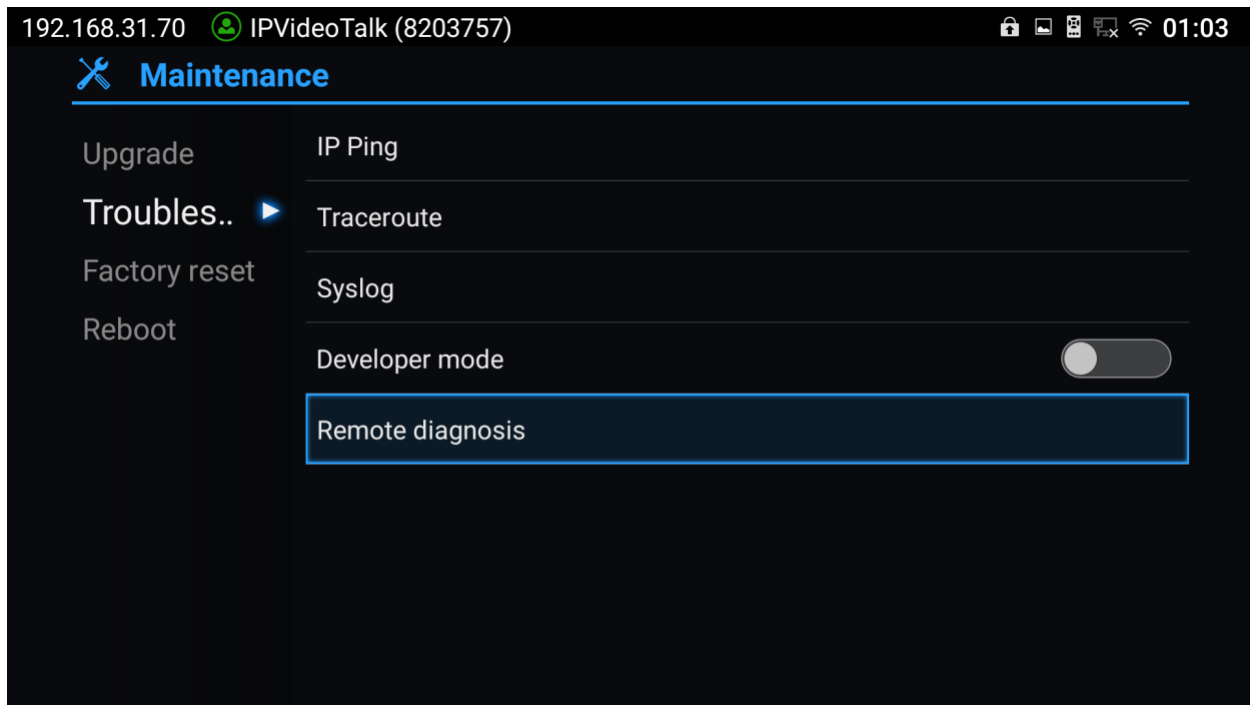 192.168.31.70 IPVideoTalk (8203757) 01:03
Maintenance
Upgrade
Troubles..
Factory reset
Reboot
IP Ping
Traceroute
Syslog
Developer mode
Remote diagnosis